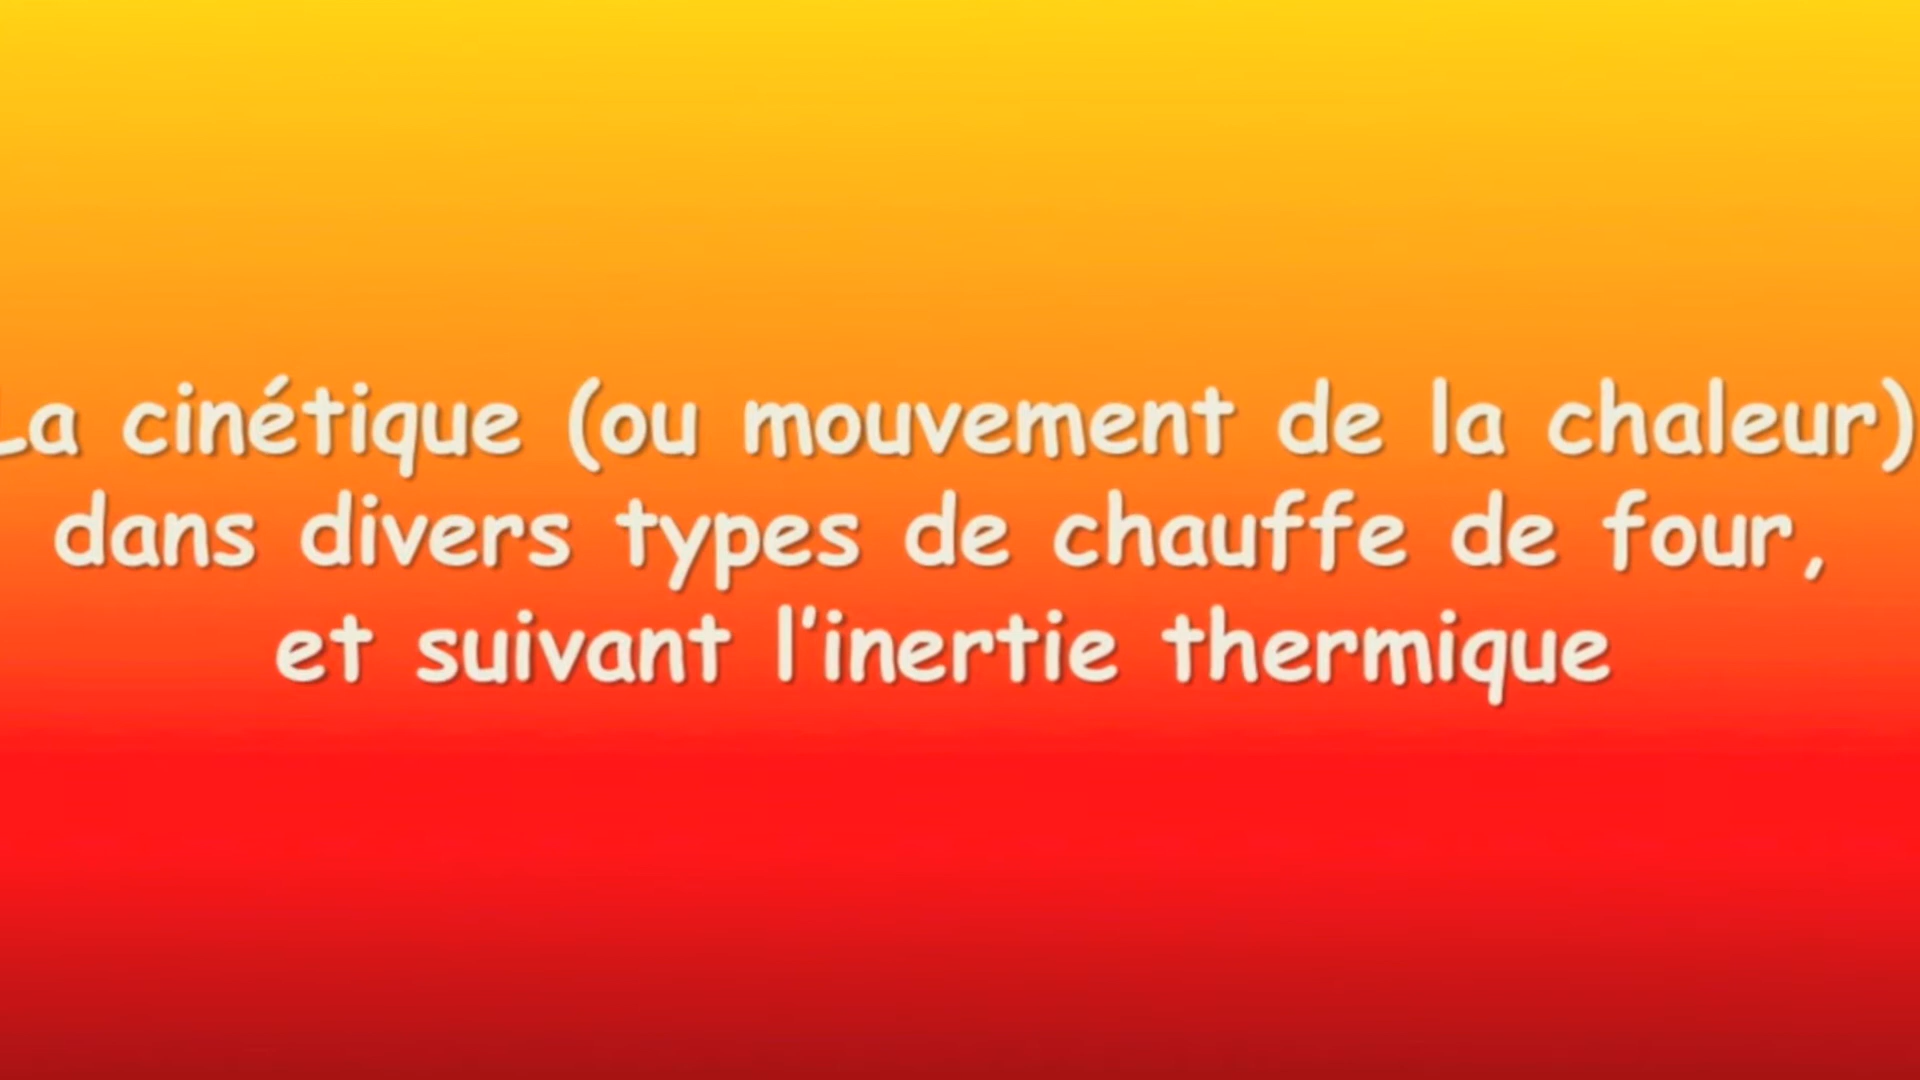 La cinétique (ou mouvement de la chaleur)
dans divers types de chauffe de four,
et suivant l'inertie thermique